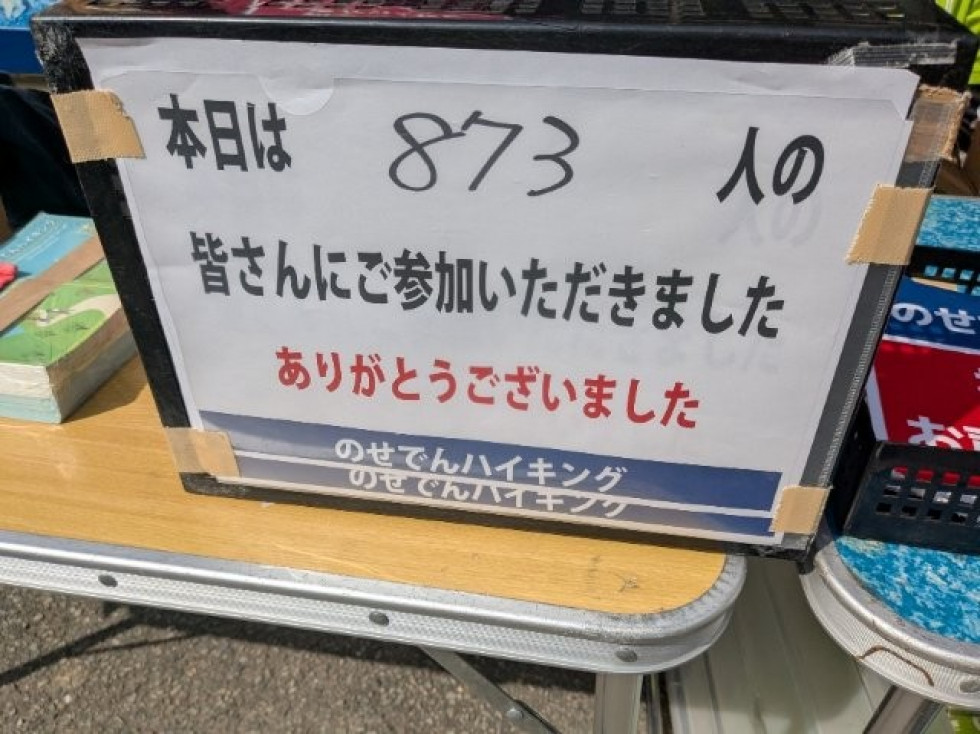 本日は 873 人の
皆さんにご参加いただきました
ありがとうございました
のせでんハイキング
のせでんハイキング
のせ